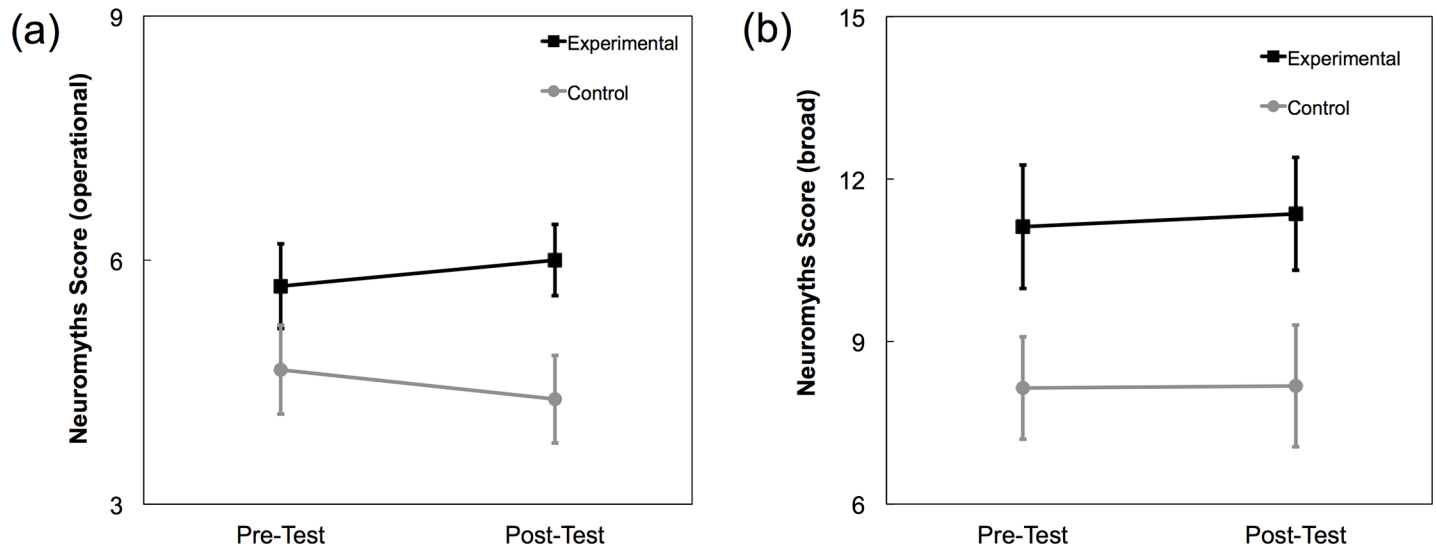 (a)
Neuromyths Score (operational)
9
6
3
Experimental
Control
Pre-Test
Post-Test
(b)
Neuromyths Score (broad)
15
12
9
6
Experimental
Control
Pre-Test
Post-Test